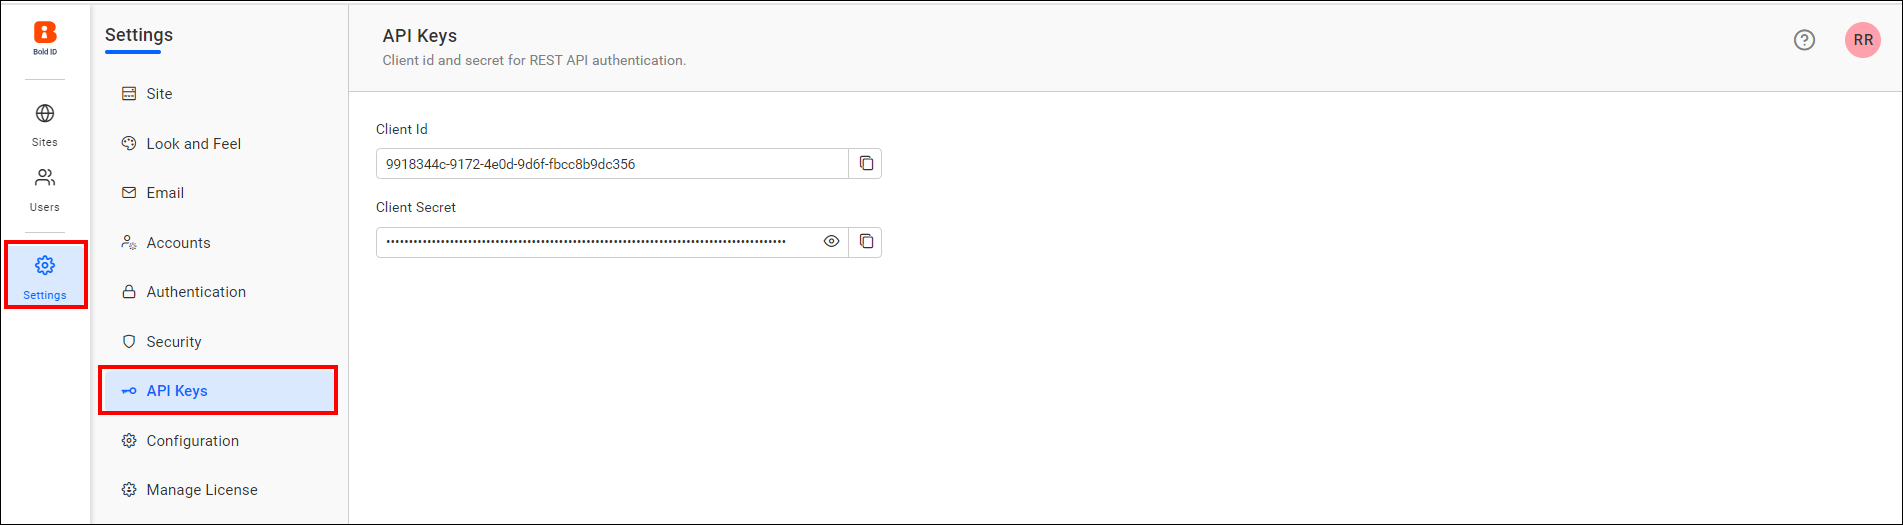 Bold ID
Sites
Users
Settings
Settings
Site
Look and Feel
Email
Accounts
Authentication
Security
API Keys
Configuration
Manage License
API Keys
Client id and secret for REST API authentication.
RR
Client Id
9918344c-9172-4e0d-9d6f-fbcc8b9dc356
Client Secret